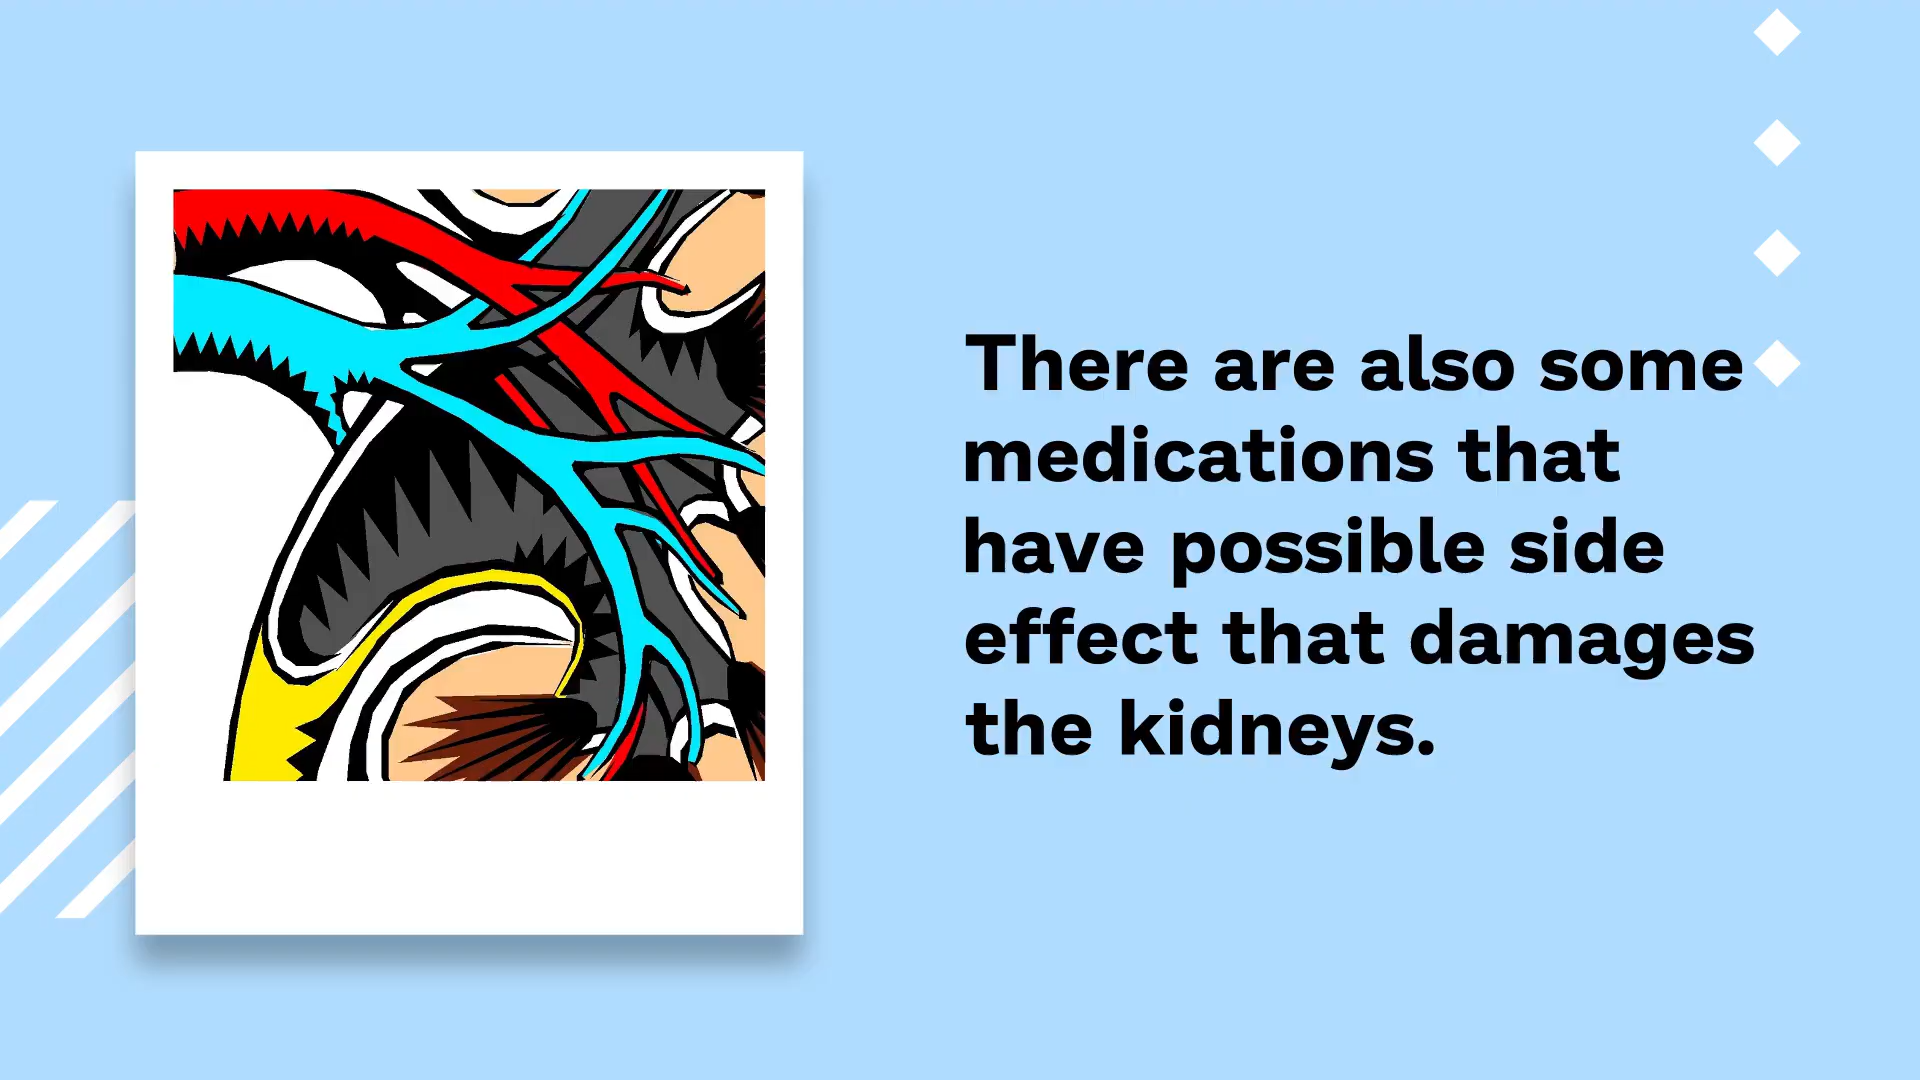 There are also some
medications that
have possible side
effect that damages
the kidneys.